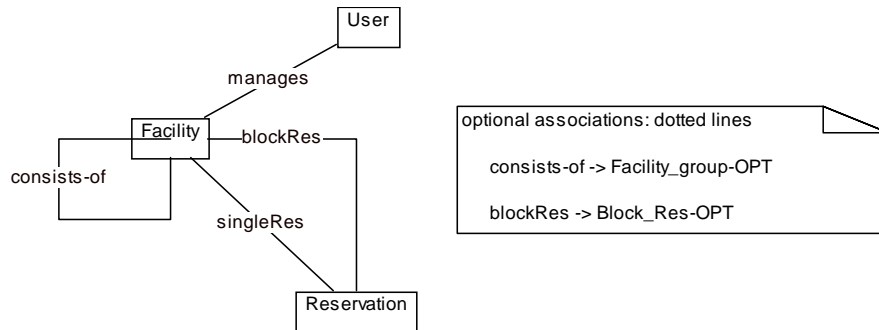 User
manages
Facility
blockRes
consists-of
singleRes
Reservation
optional associations: dotted lines
consists-of -> Facility_group-OPT
blockRes -> Block_Res-OPT